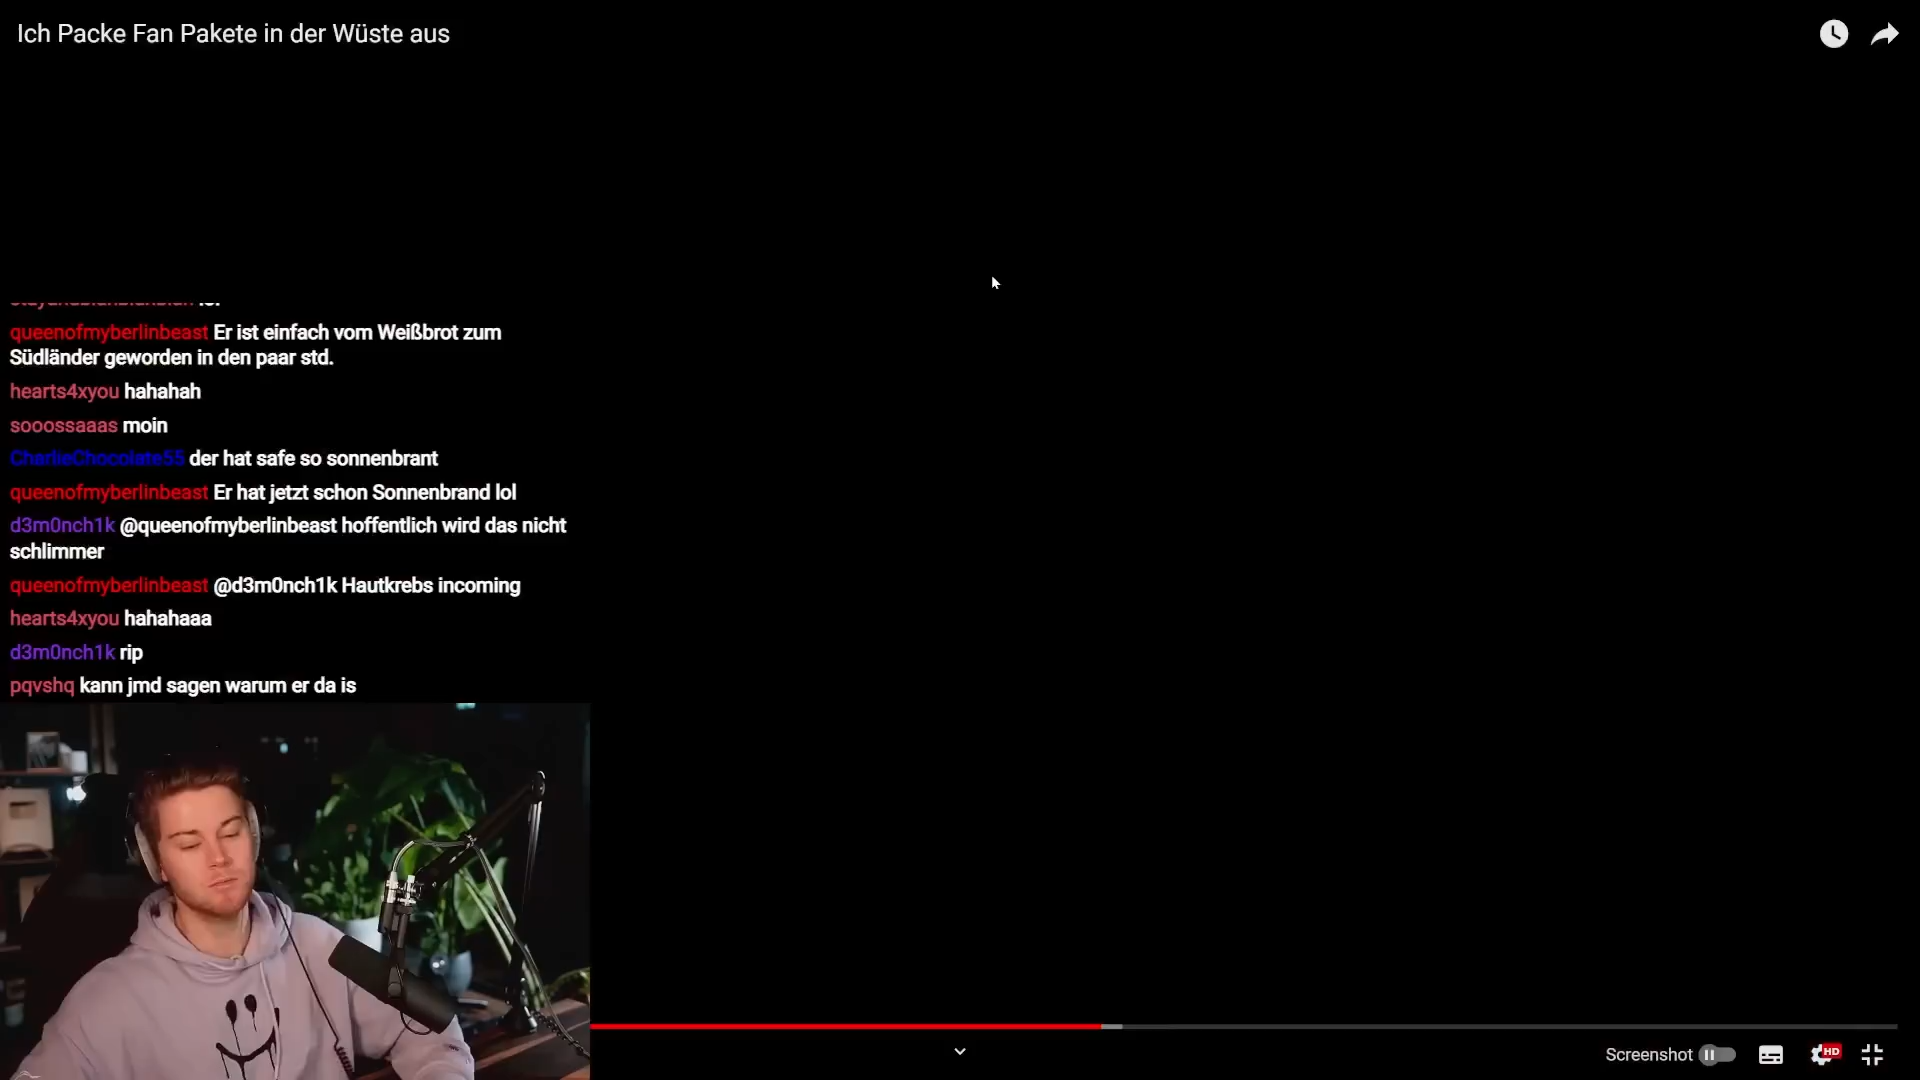 Ich Packe Fan Pakete in der Wüste aus
queenofmyberlinbeast Er ist einfach vom Weißbrot zum
Südländer geworden in den paar std.
hearts4xyou hahahah
sooossaaas moin
CharlieChocolate55 der hat safe so sonnenbrant
queenofmyberlinbeast Er hat jetzt schon Sonnenbrand lol
d3m0nch1k @queenofmyberlinbeast hoffentlich wird das nicht
schlimmer
queenofmyberlinbeast @d3m0nch1k Hautkrebs incoming
hearts4xyou hahahaaa
d3m0nch1k rip
pqvshq kann jmd sagen warum er da is
Screenshot
HD